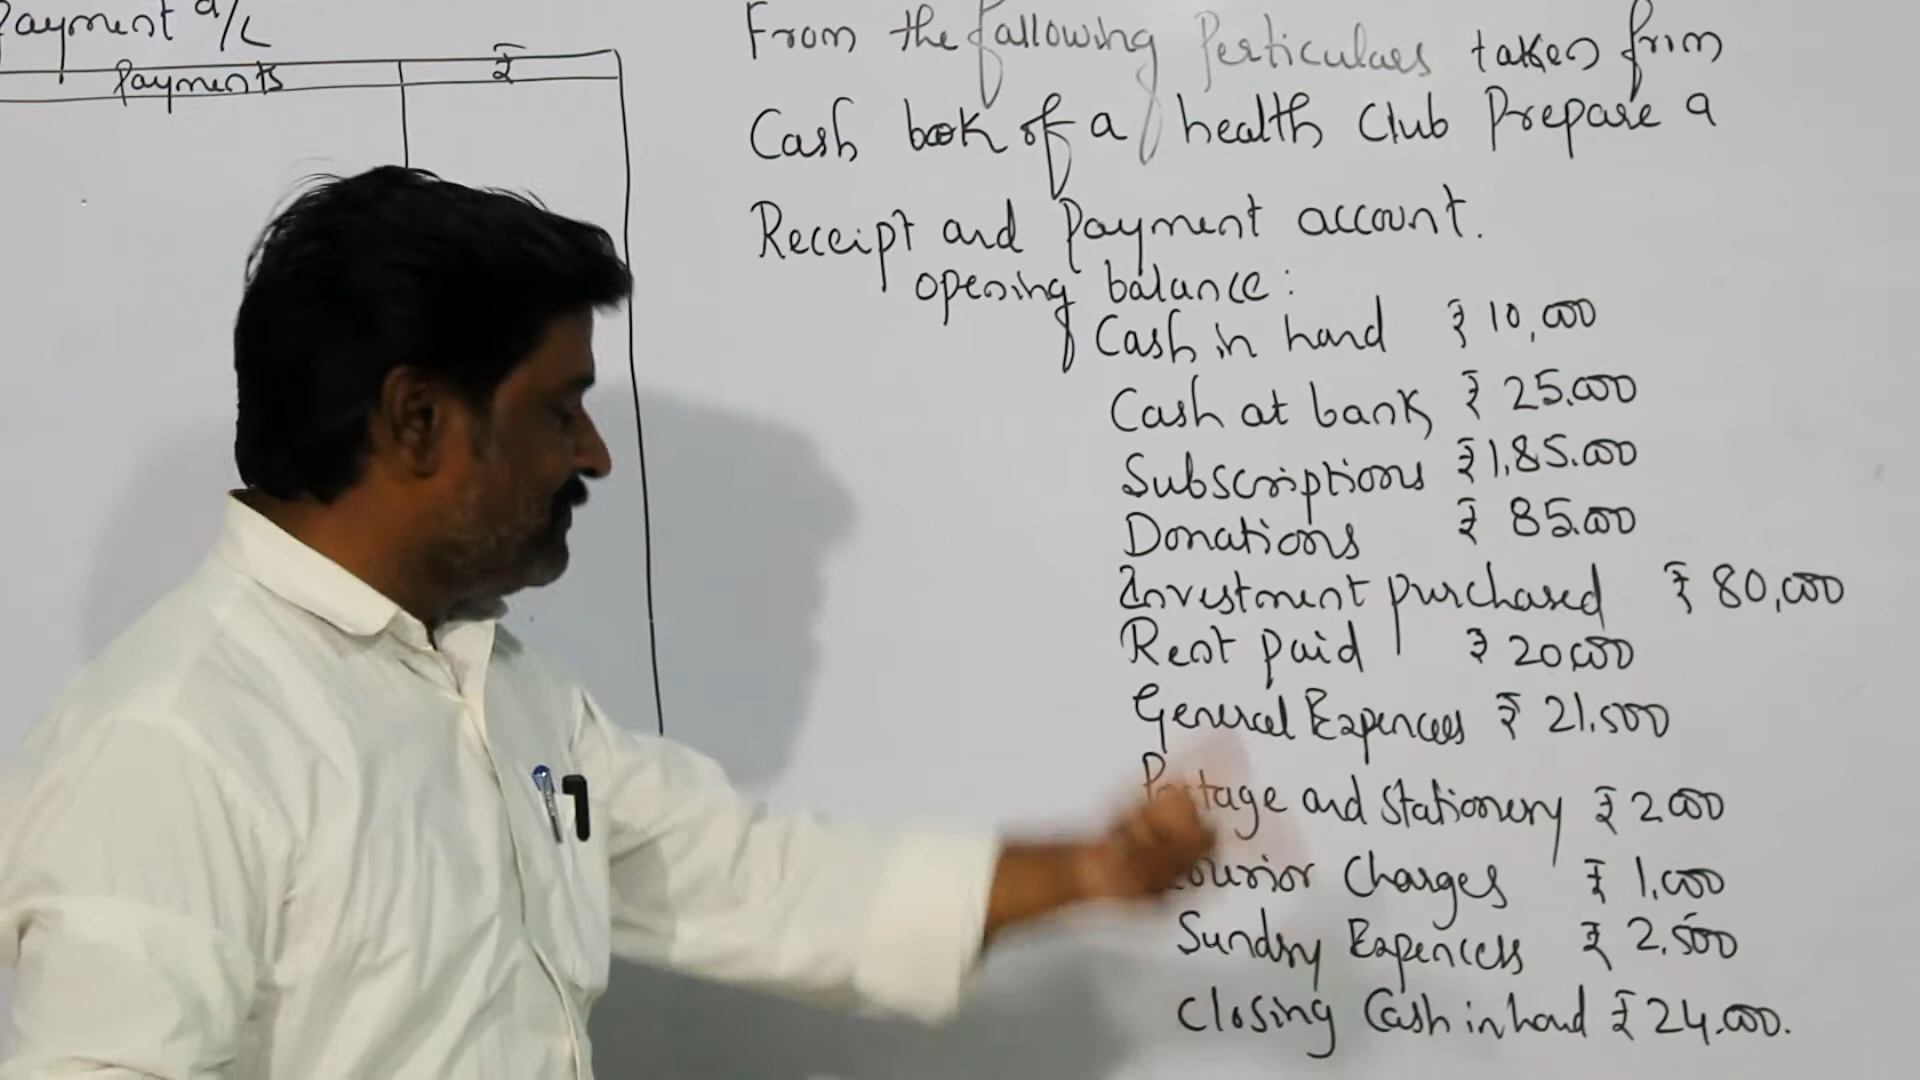 Payment a/c
Payments ₹
From the following Perticulars taken from
Cash book of a health Club Prepare a
Receipt and Payment account.
opening balance:
Cash in hand ₹ 10,000
Cash at bank ₹ 25.000
Subscriptions ₹ 1,85.000
Donations ₹ 85.000
Investment purchased ₹ 80,000
Rent paid ₹ 20000
General Expences ₹ 21.500
Postage and Stationery ₹ 2000
Courior Charges ₹ 1,000
Sundry Expences ₹ 2.500
Closing Cash in hand ₹ 24.000.